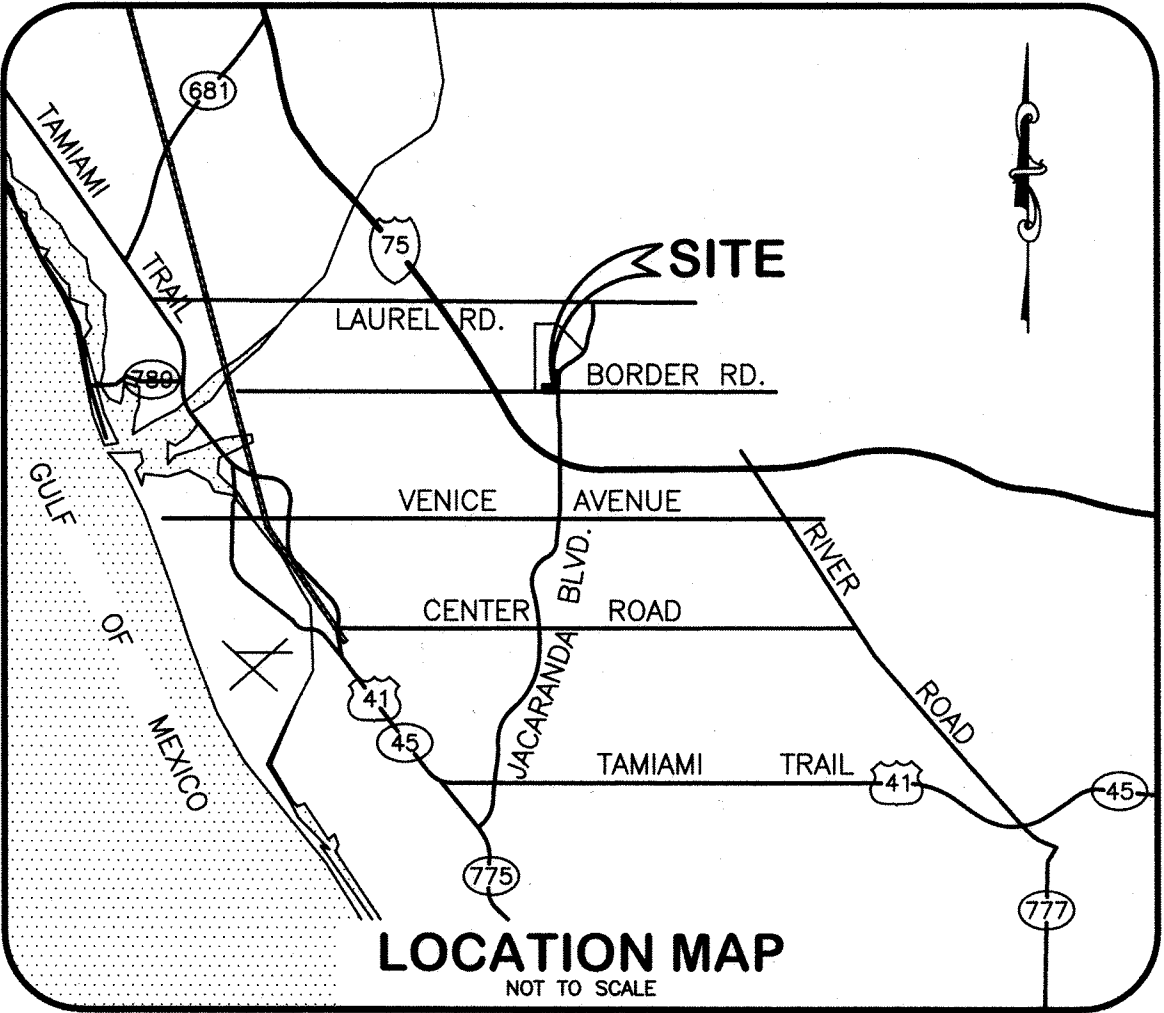 681
TAMIAMI
TRAIL
75
SITE
LAUREL RD.
789
BORDER RD.
GULF
OF
MEXICO
VENICE AVENUE
RIVER
ROAD
JACARANDA BLVD.
CENTER ROAD
41
45
TAMIAMI TRAIL
41
45
775
777
LOCATION MAP
NOT TO SCALE